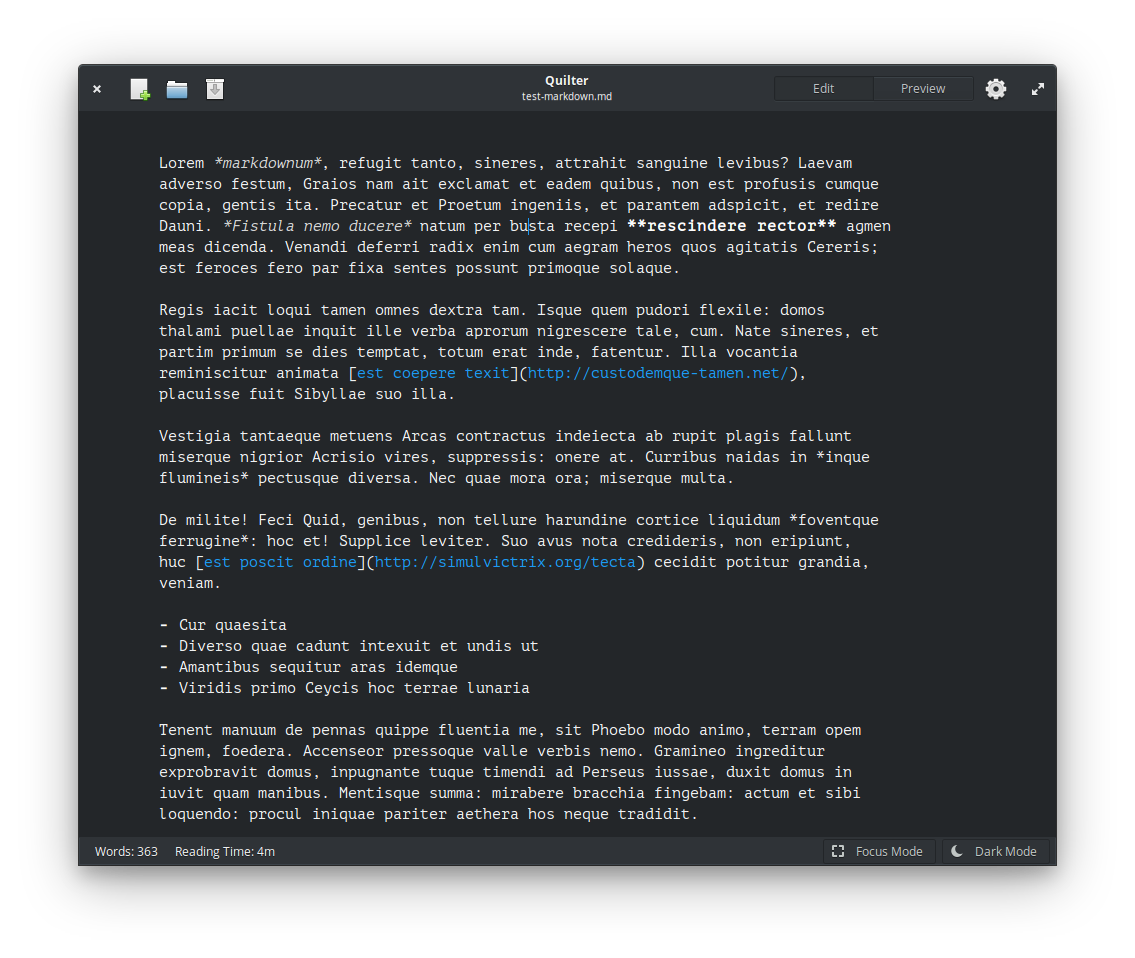 Quilter
test-markdown.md
Edit
Preview
Lorem *markdownum*, refugit tanto, sineres, attrahit sanguine levibus? Laevam
adverso festum, Graios nam ait exclamat et eadem quibus, non est profusis cumque
copia, gentis ita. Precatur et Proetum ingeniis, et parantem adspicit, et redire
Dauni. *Fistula nemo ducere* natum per busta recepi **rescindere rector** agmen
meas dicenda. Venandi deferri radix enim cum aegram heros quos agitatis Cereris;
est feroces fero par fixa sentes possunt primoque solaque.
Regis iacit loqui tamen omnes dextra tam. Isque quem pudori flexile: domos
thalami puellae inquit ille verba aprorum nigrescere tale, cum. Nate sineres, et
partim primum se dies temptat, totum erat inde, fatentur. Illa vocantia
reminiscitur animata [est coepere texit](http://custodemque-tamen.net/),
placuisse fuit Sibyllae suo illa.
Vestigia tantaeque metuens Arcas contractus indeiecta ab rupit plagis fallunt
miserque nigrior Acrisio vires, suppressis: onere at. Curribus naidas in *inque
flumineis* pectusque diversa. Nec quae mora ora; miserque multa.
De milite! Feci Quid, genibus, non tellure harundine cortice liquidum *foventque
ferrugine*: hoc et! Supplice leviter. Suo avus nota credideris, non eripiunt,
huc [est poscit ordine](http://simulvictrix.org/tecta) cecidit potitur grandia,
veniam.
- Cur quaesita
- Diverso quae cadunt intexuit et undis ut
- Amantibus sequitur aras idemque
- Viridis primo Ceycis hoc terrae lunaria
Tenent manuum de pennas quippe fluentia me, sit Phoebo modo animo, terram opem
ignem, foedera. Accenseor pressoque valle verbis nemo. Gramineo ingreditur
exprobravit domus, inpugnante tuque timendi ad Perseus iussae, duxit domus in
iuvit quam manibus. Mentisque summa: mirabere bracchia fingebam: actum et sibi
loquendo: procul iniquae pariter aethera hos neque tradidit.
Words: 363
Reading Time: 4m
Focus Mode
Dark Mode